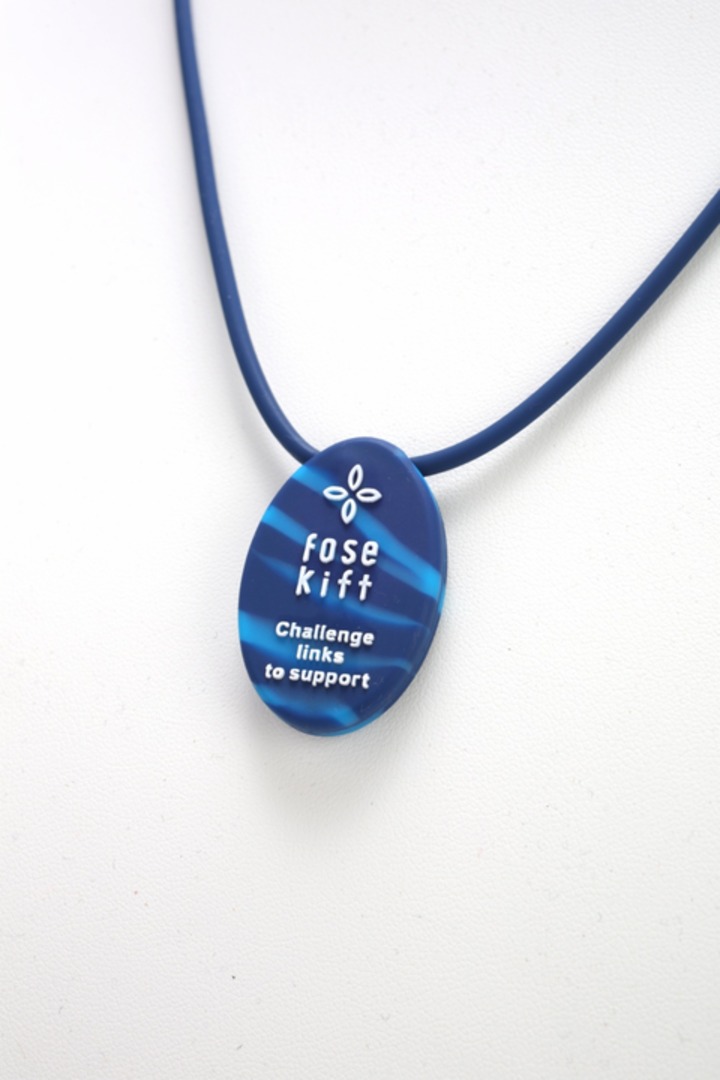 fose
Kift
Challenge
links
to support